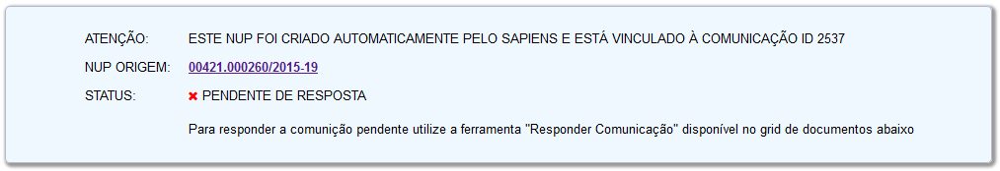 ATENÇÃO: ESTE NUP FOI CRIADO AUTOMATICAMENTE PELO SAPIENS E ESTÁ VINCULADO À COMUNICAÇÃO ID 2537
NUP ORIGEM: 00421.000260/2015-19
STATUS: ✖ PENDENTE DE RESPOSTA
Para responder a comunição pendente utilize a ferramenta "Responder Comunicação" disponível no grid de documentos abaixo